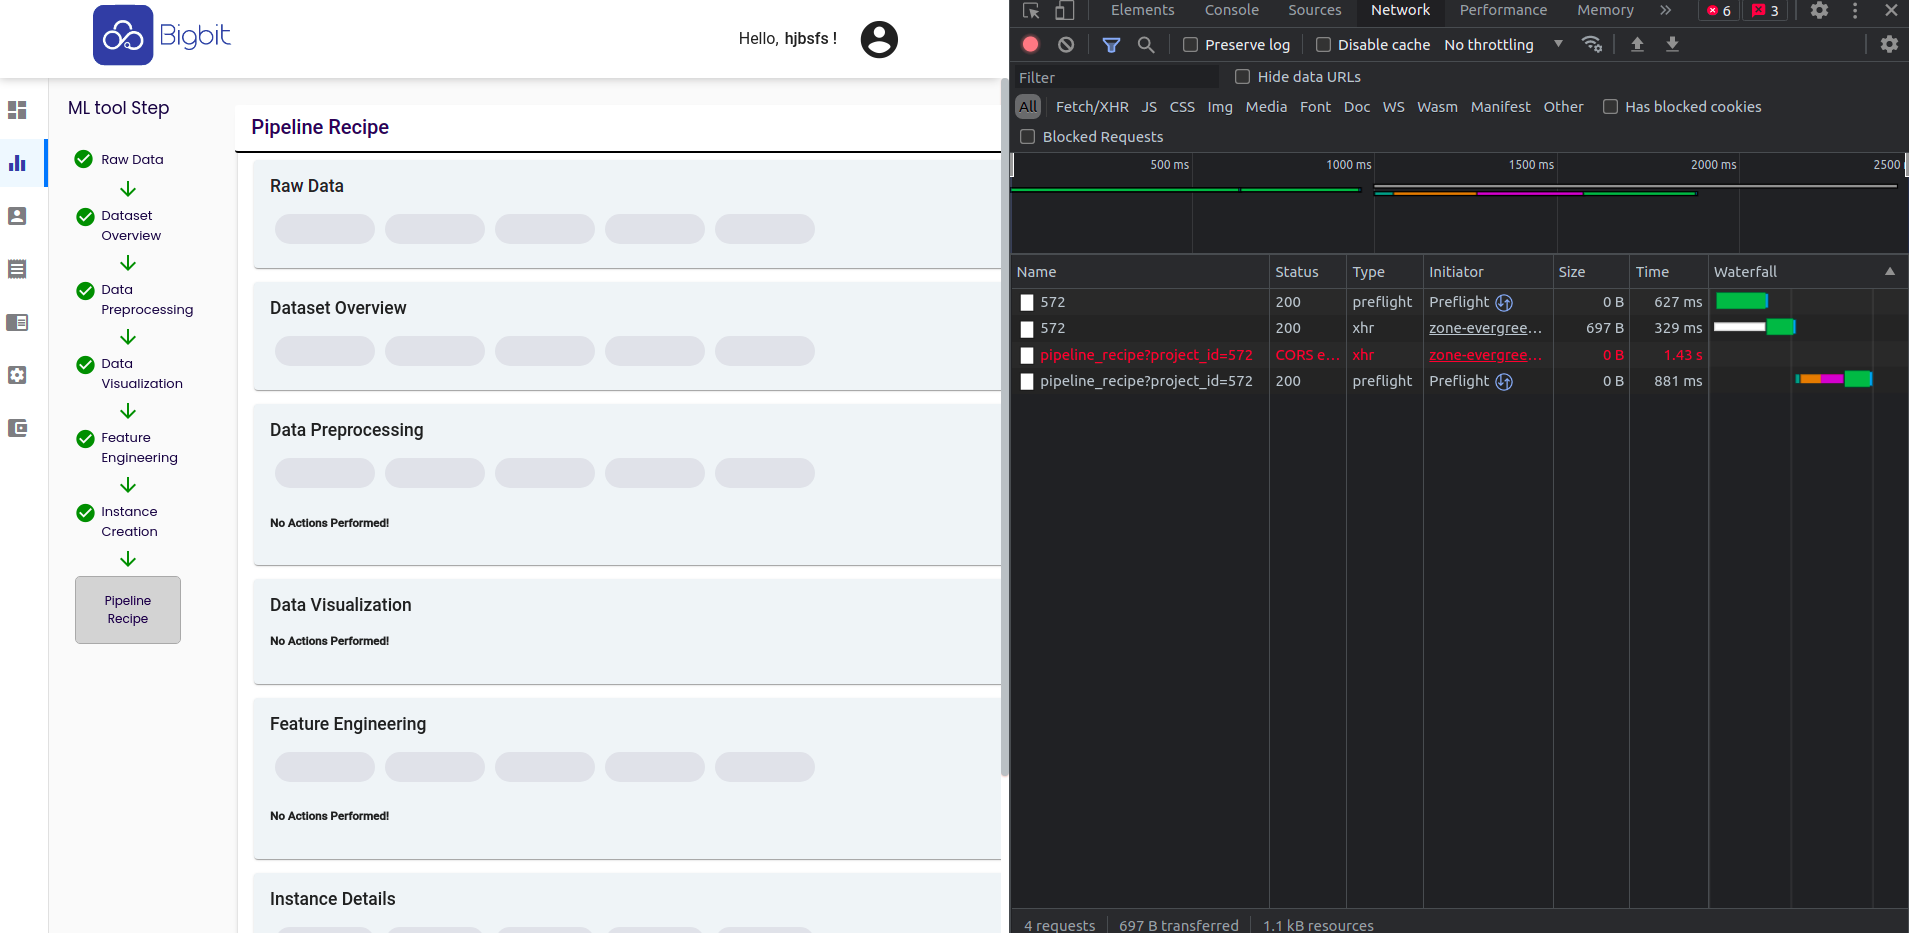 Bigbit
Hello, hjbsfs !
ML tool Step
Raw Data
Dataset
Overview
Data
Preprocessing
Data
Visualization
Feature
Engineering
Instance
Creation
Pipeline
Recipe
Pipeline Recipe
Raw Data
Dataset Overview
Data Preprocessing
No Actions Performed!
Data Visualization
No Actions Performed!
Feature Engineering
No Actions Performed!
Instance Details
Elements Console Sources Network Performance Memory » 6 3
Preserve log Disable cache No throttling
Filter Hide data URLs
All Fetch/XHR JS CSS Img Media Font Doc WS Wasm Manifest Other Has blocked cookies
Blocked Requests
500 ms 1000 ms 1500 ms 2000 ms 2500
Name Status Type Initiator Size Time Waterfall
572 200 preflight Preflight 0 B 627 ms
572 200 xhr zone-evergree... 697 B 329 ms
pipeline_recipe?project_id=572 CORS e... xhr zone-evergree... 0 B 1.43 s
pipeline_recipe?project_id=572 200 preflight Preflight 0 B 881 ms
4 requests 697 B transferred 1.1 kB resources